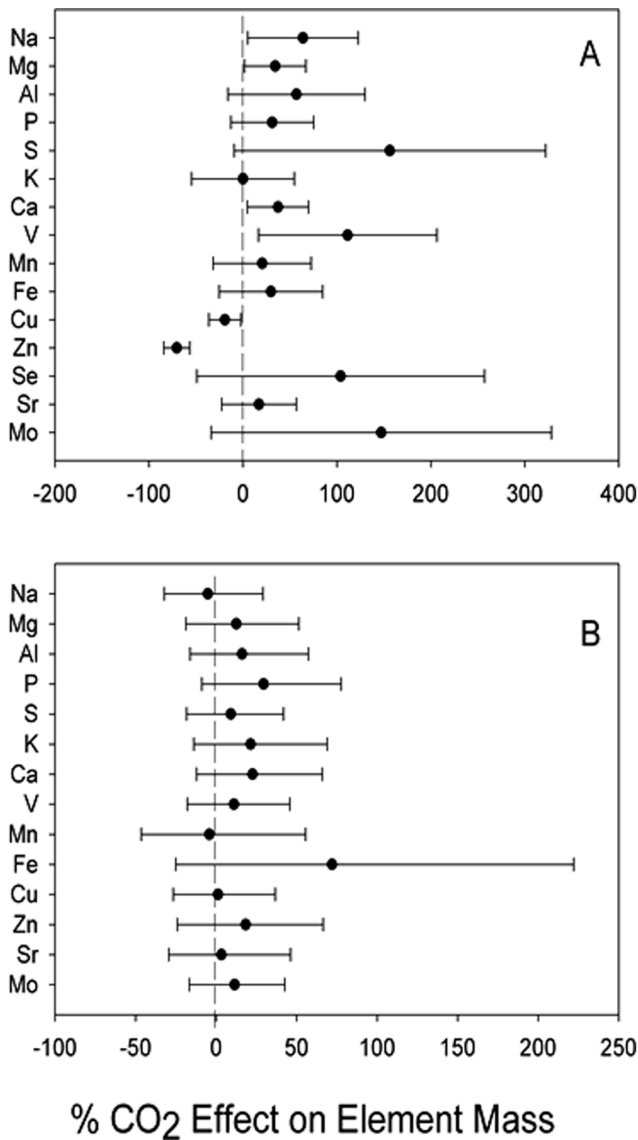 A
Na
Mg
Al
P
S
K
Ca
V
Mn
Fe
Cu
Zn
Se
Sr
Mo
-200 -100 0 100 200 300 400
B
Na
Mg
Al
P
S
K
Ca
V
Mn
Fe
Cu
Zn
Sr
Mo
-100 -50 0 50 100 150 200 250
% CO2 Effect on Element Mass